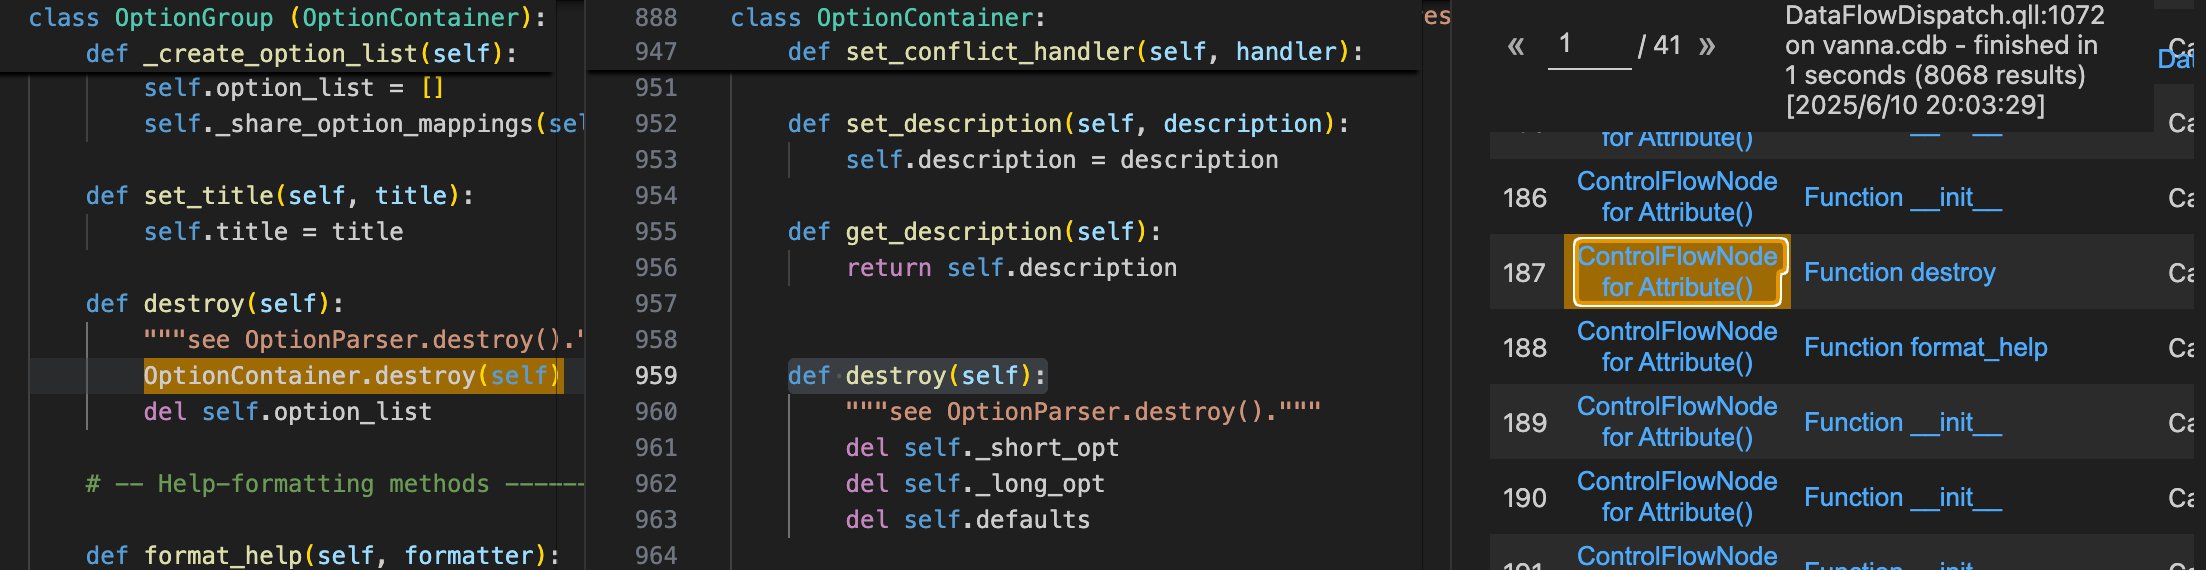 class OptionGroup (OptionContainer):
def _create_option_list(self):
self.option_list = []
self._share_option_mappings(sel
def set_title(self, title):
self.title = title
def destroy(self):
"""see OptionParser.destroy()."
OptionContainer.destroy(self)
del self.option_list
# -- Help-formatting methods ------
def format_help(self, formatter):
888 class OptionContainer:
947 def set_conflict_handler(self, handler):
951
952 def set_description(self, description):
953 self.description = description
954
955 def get_description(self):
956 return self.description
957
958
959 def destroy(self):
960 """see OptionParser.destroy()."""
961 del self._short_opt
962 del self._long_opt
963 del self.defaults
964
res
« 1 / 41 »
DataFlowDispatch.qll:1072
on vanna.cdb - finished in
1 seconds (8068 results)
[2025/6/10 20:03:29]
Dat
for Attribute()
186 ControlFlowNode for Attribute() Function __init__ Ca
187 ControlFlowNode for Attribute() Function destroy Ca
188 ControlFlowNode for Attribute() Function format_help Ca
189 ControlFlowNode for Attribute() Function __init__ Ca
190 ControlFlowNode for Attribute() Function __init__ Ca
ControlFlowNode